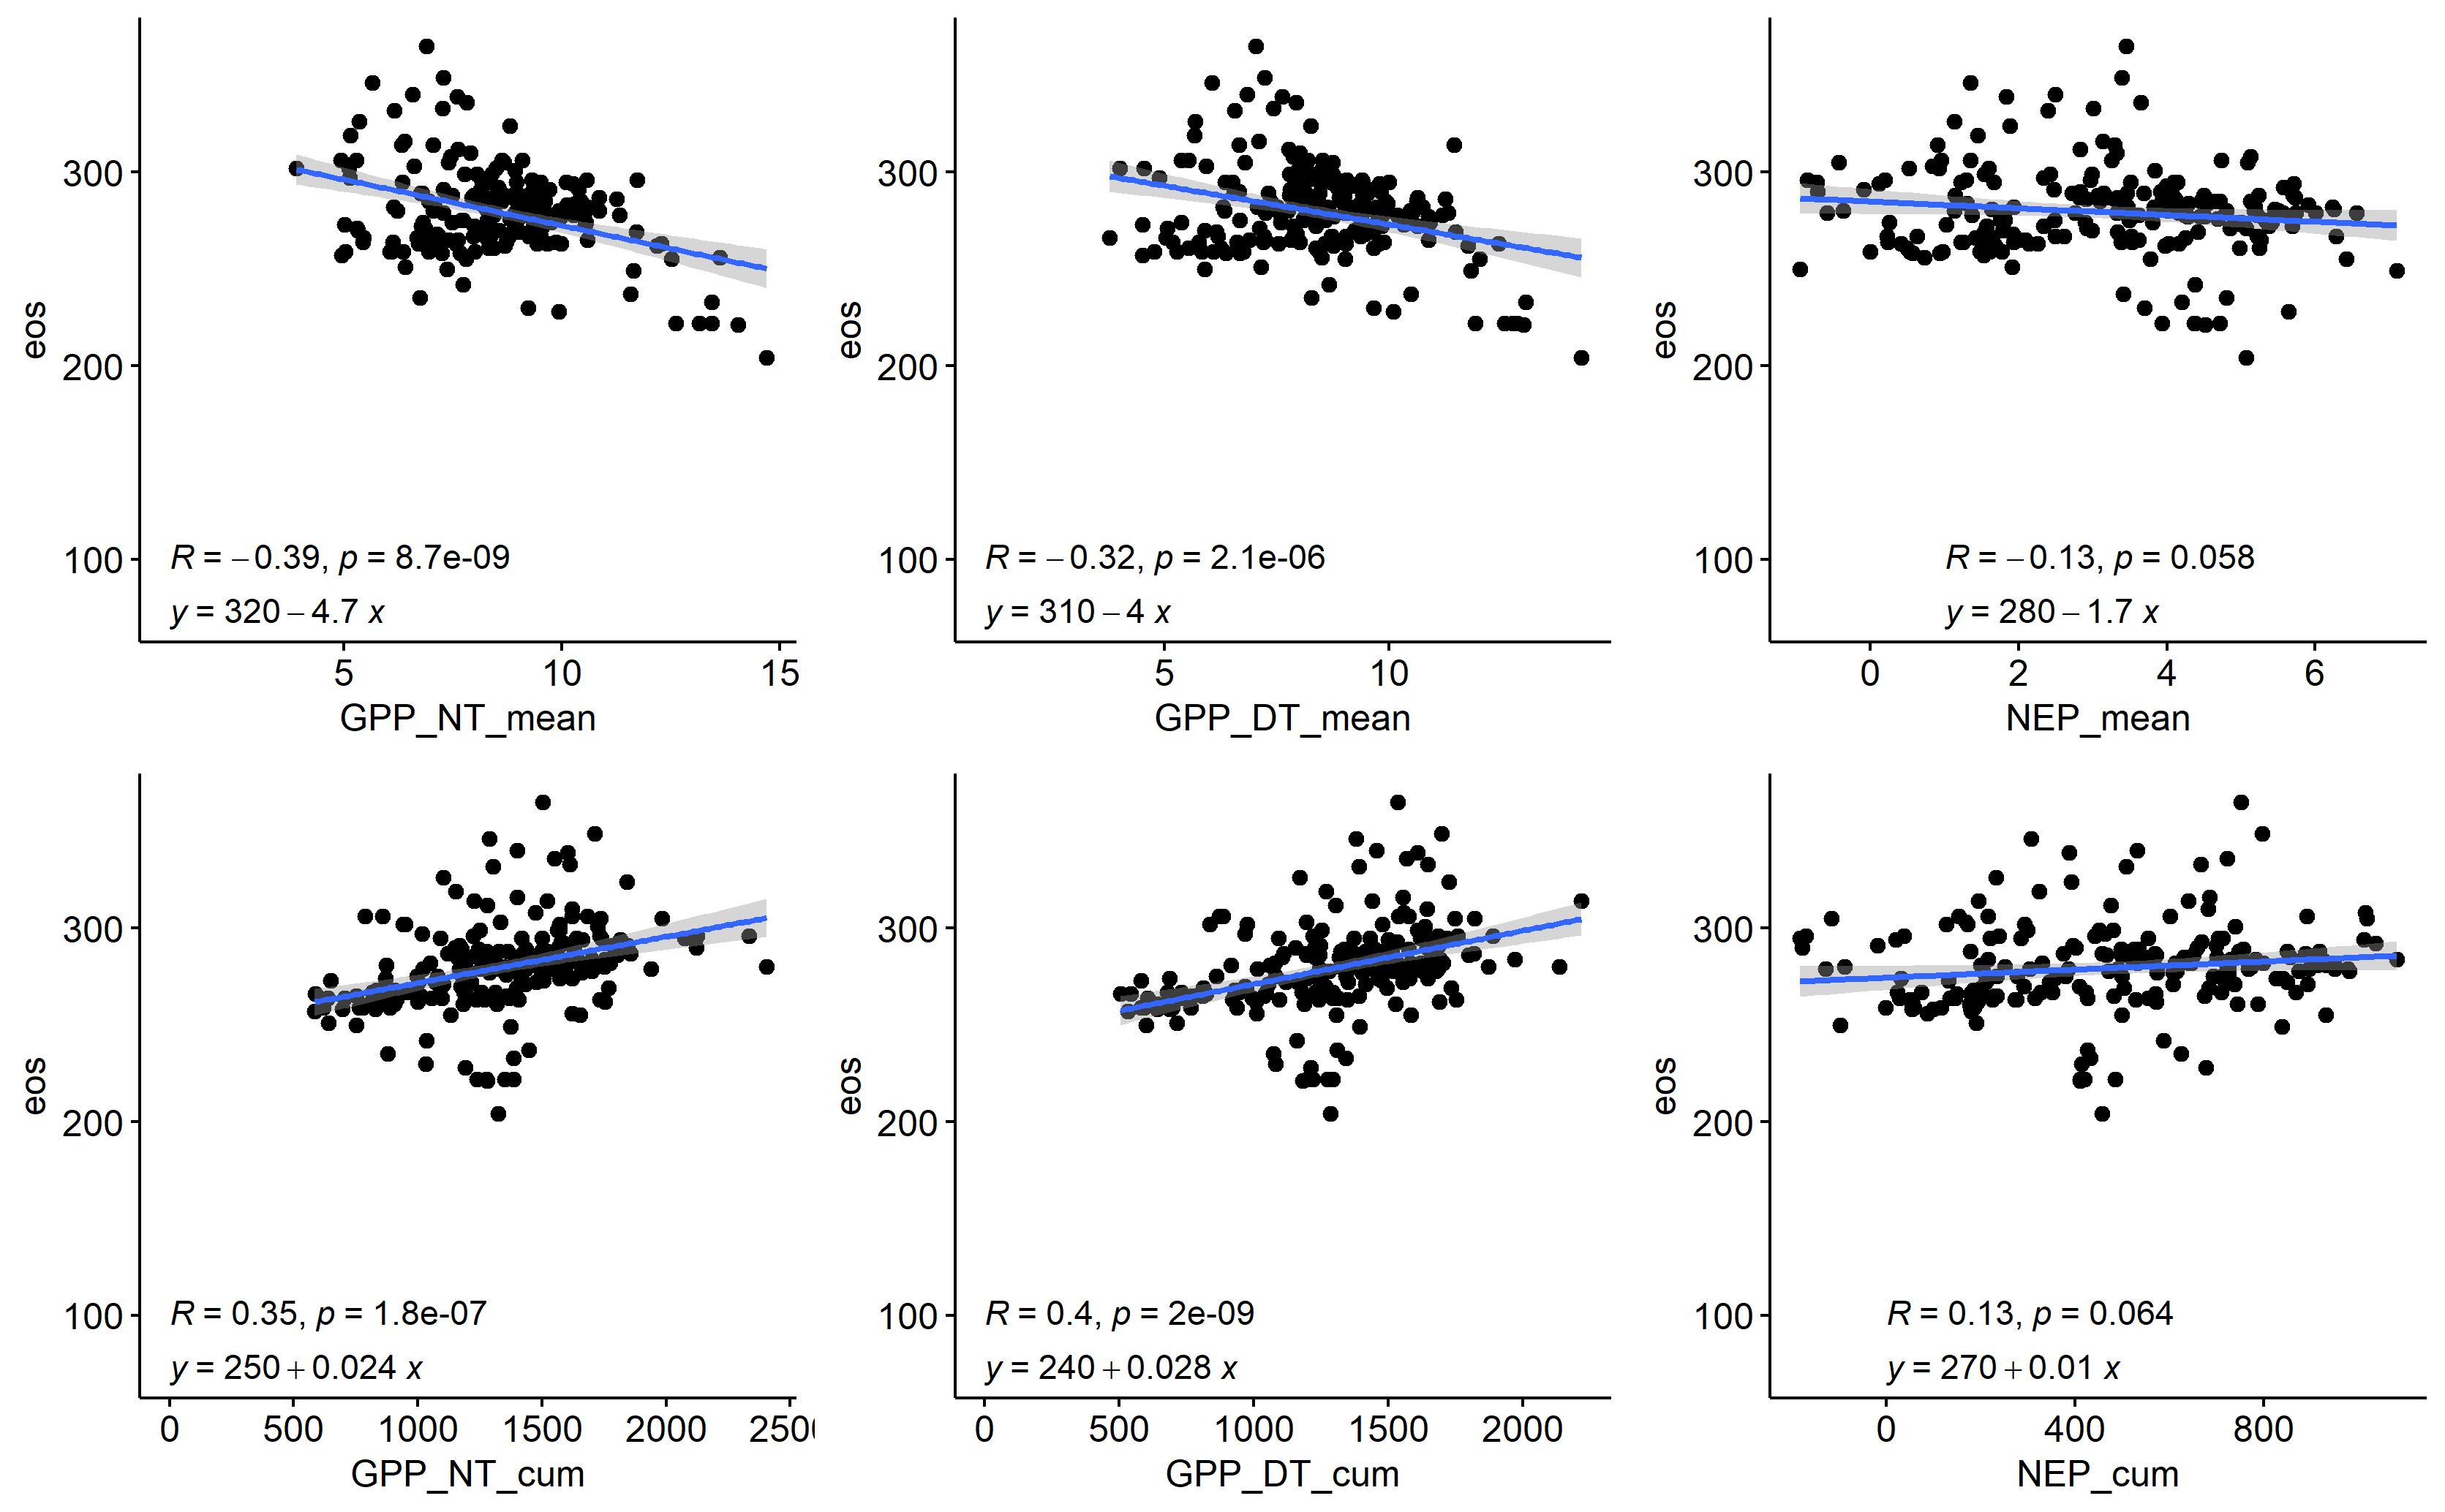 eos
300
200
100
R = −0.39, p = 8.7e-09
y = 320 − 4.7 x
5 10 15
GPP_NT_mean
eos
300
200
100
R = −0.32, p = 2.1e-06
y = 310 − 4 x
5 10
GPP_DT_mean
eos
300
200
100
R = −0.13, p = 0.058
y = 280 − 1.7 x
0 2 4 6
NEP_mean
eos
300
200
100
R = 0.35, p = 1.8e-07
y = 250 + 0.024 x
0 500 1000 1500 2000 250
GPP_NT_cum
eos
300
200
100
R = 0.4, p = 2e-09
y = 240 + 0.028 x
0 500 1000 1500 2000
GPP_DT_cum
eos
300
200
100
R = 0.13, p = 0.064
y = 270 + 0.01 x
0 400 800
NEP_cum